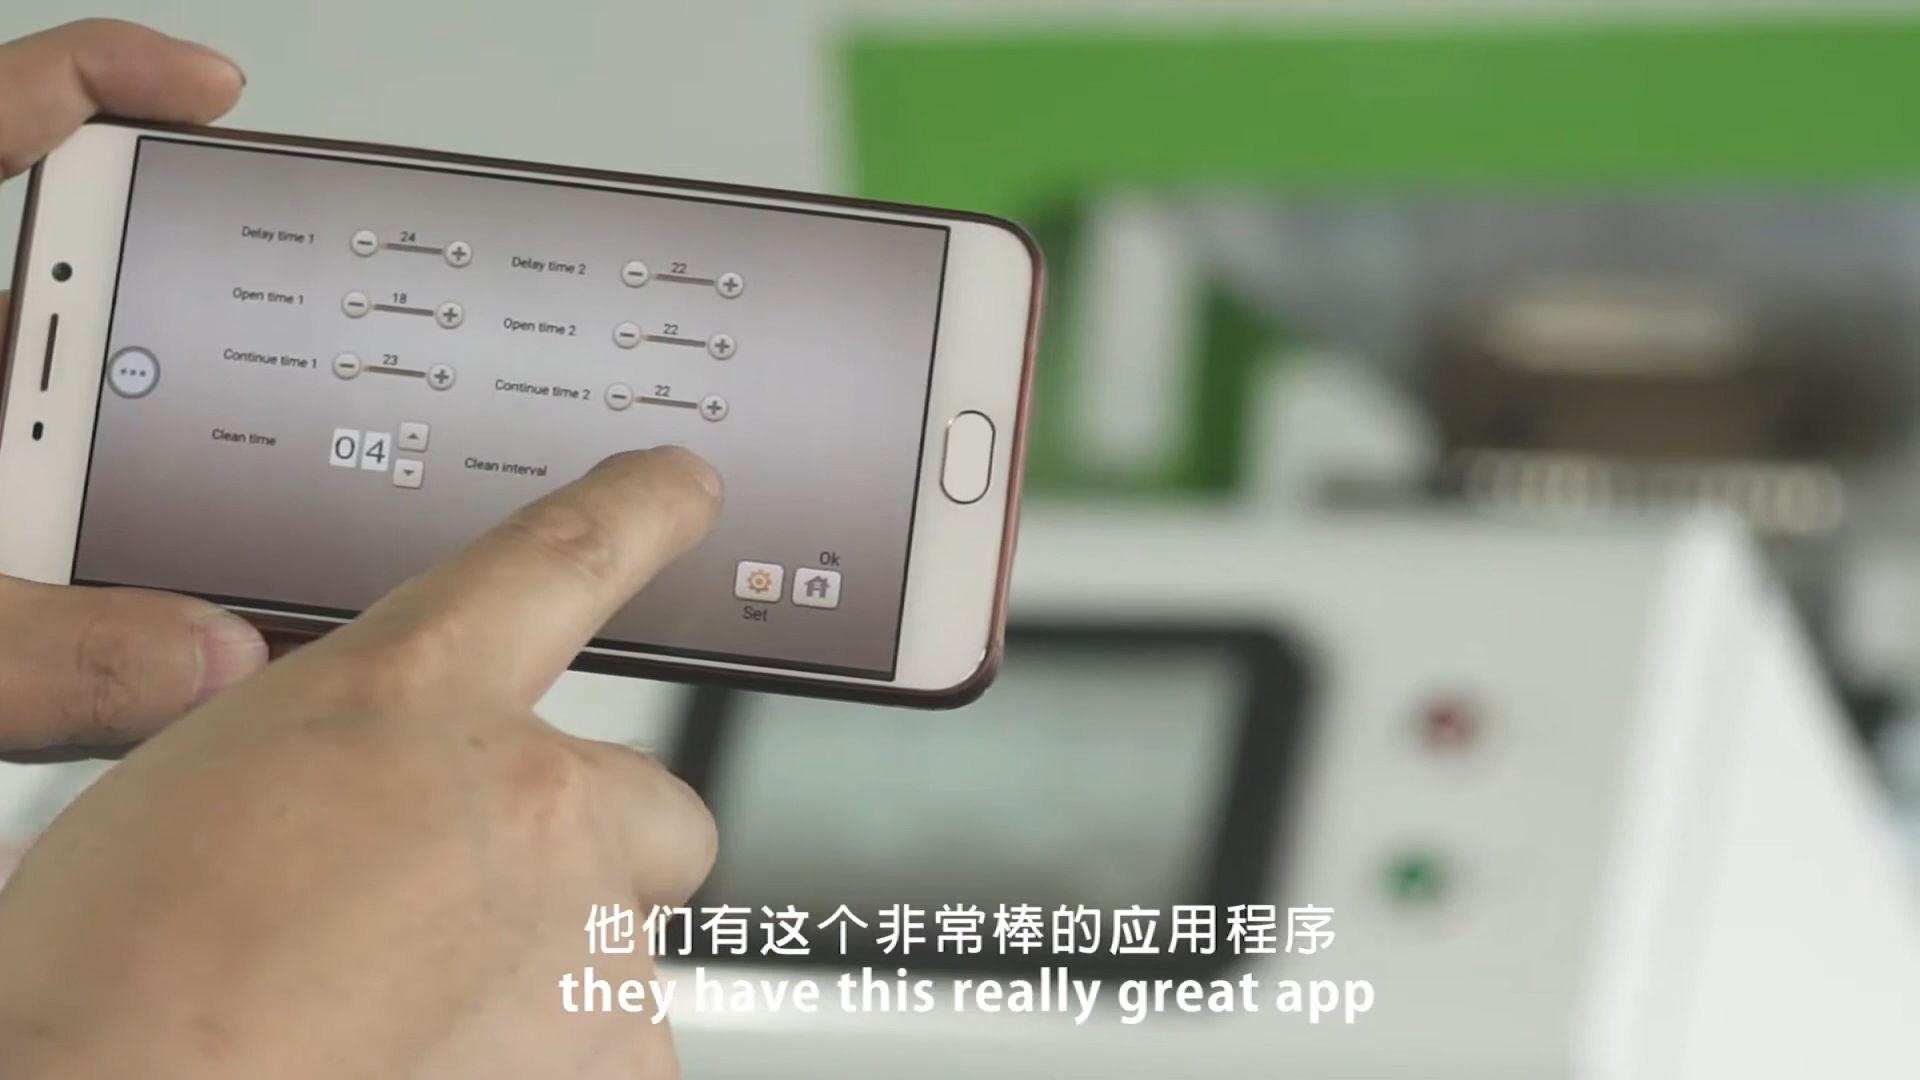 Delay time 1
24
Delay time 2
22
Open time 1
18
Open time 2
22
Continue time 1
23
Continue time 2
22
Clean time
04
Clean interval
Ok
Set
他们有这个非常棒的应用程序
they have this really great app